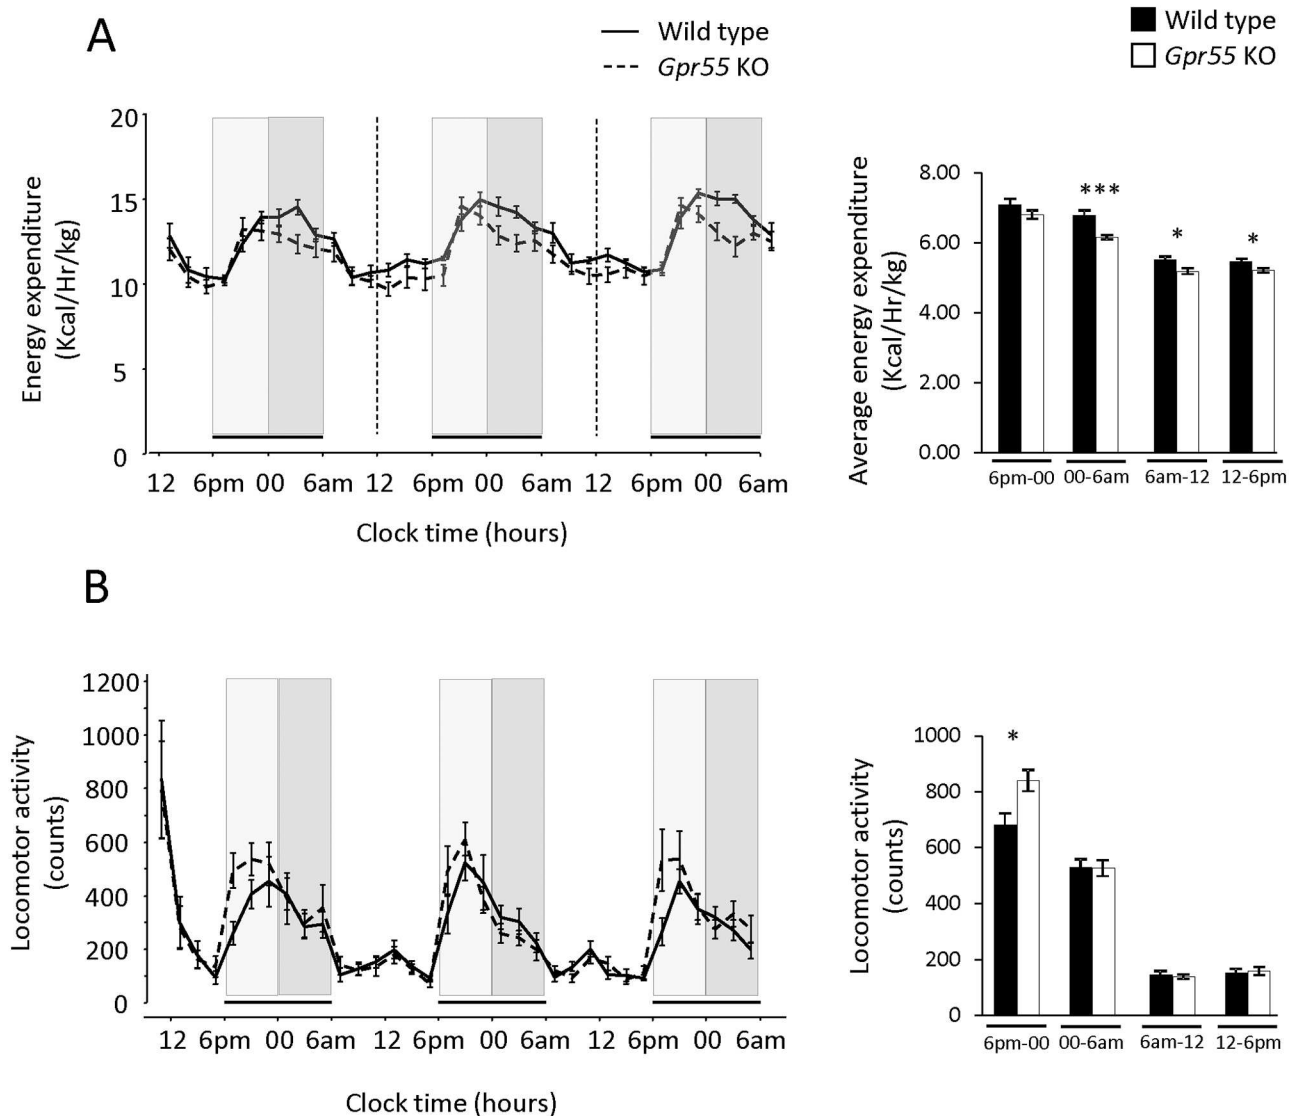 A
Wild type
Gpr55 KO
Wild type
Gpr55 KO
Energy expenditure
(Kcal/Hr/kg)
20
15
10
5
0
12 6pm 00 6am 12 6pm 00 6am 12 6pm 00 6am
Clock time (hours)
Average energy expenditure
(Kcal/Hr/kg)
8.00
6.00
4.00
2.00
0.00
***
*
*
6pm-00 00-6am 6am-12 12-6pm
B
Locomotor activity
(counts)
1200
1000
800
600
400
200
0
12 6pm 00 6am 12 6pm 00 6am 12 6pm 00 6am
Clock time (hours)
Locomotor activity
(counts)
1000
800
600
400
200
0
*
6pm-00 00-6am 6am-12 12-6pm